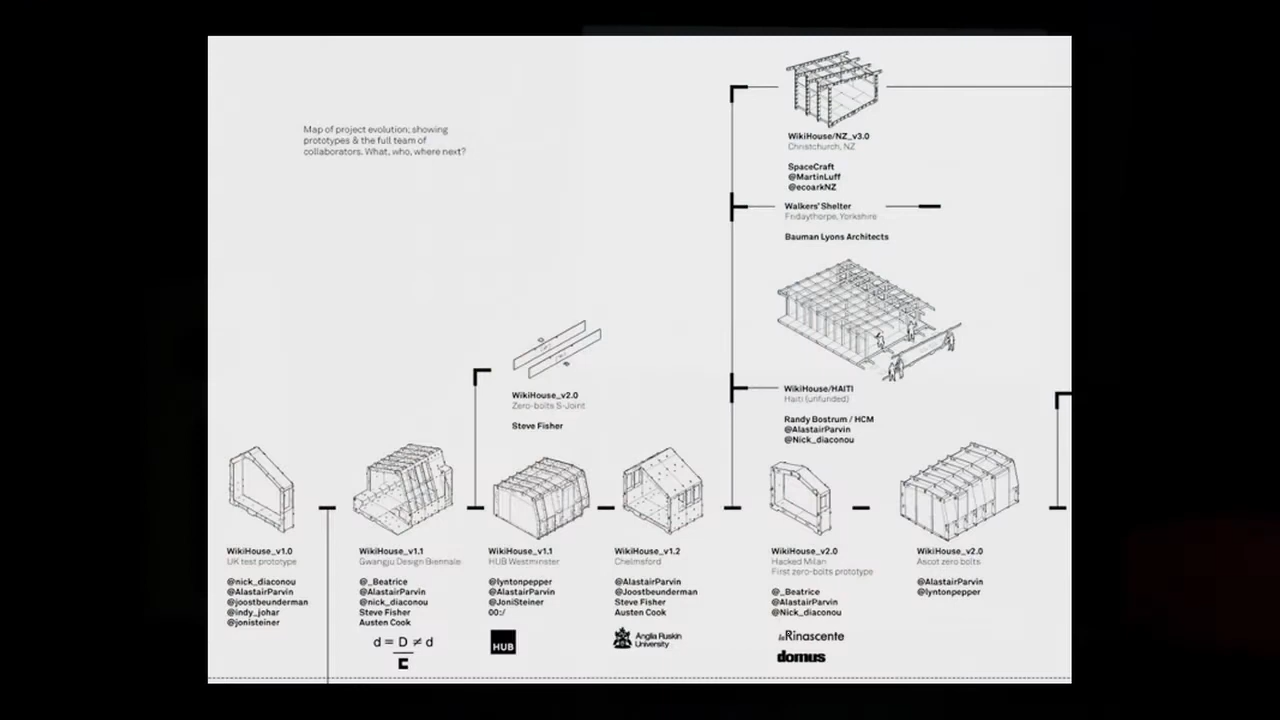 Map of project evolution; showing
prototypes & the full team of
collaborators. What, who, where next?
WikiHouse/NZ_v3.0
Christchurch, NZ
SpaceCraft
@MartinLuff
@ecoarkNZ
Walkers' Shelter
Fridaythorpe, Yorkshire
Bauman Lyons Architects
WikiHouse_v2.0
Zero-bolts S-Joint
Steve Fisher
WikiHouse/HAITI
Haiti (unfunded)
Randy Bostrum / HCM
@AlastairParvin
@Nick_diaconou
WikiHouse_v1.0
UK test prototype
@nick_diaconou
@AlastairParvin
@joostbeunderman
@indy_johar
@jonisteiner
WikiHouse_v1.1
Gwangju Design Biennale
@_Beatrice
@AlastairParvin
@nick_diaconou
Steve Fisher
Austen Cook
d = D ≠ d
WikiHouse_v1.1
HUB Westminster
@lyntonpepper
@AlastairParvin
@JoniSteiner
00:/
HUB
WikiHouse_v1.2
Chelmsford
@AlastairParvin
@Joostbeunderman
Steve Fisher
Austen Cook
Anglia Ruskin
University
WikiHouse_v2.0
Hacked Milan
First zero-bolts prototype
@_Beatrice
@AlastairParvin
@Nick_diaconou
la Rinascente
domus
WikiHouse_v2.0
Ascot zero bolts
@AlastairParvin
@lyntonpepper